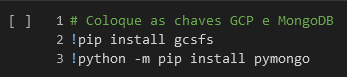 [ ] 1 # Coloque as chaves GCP e MongoDB
2 !pip install gcsfs
3 !python -m pip install pymongo